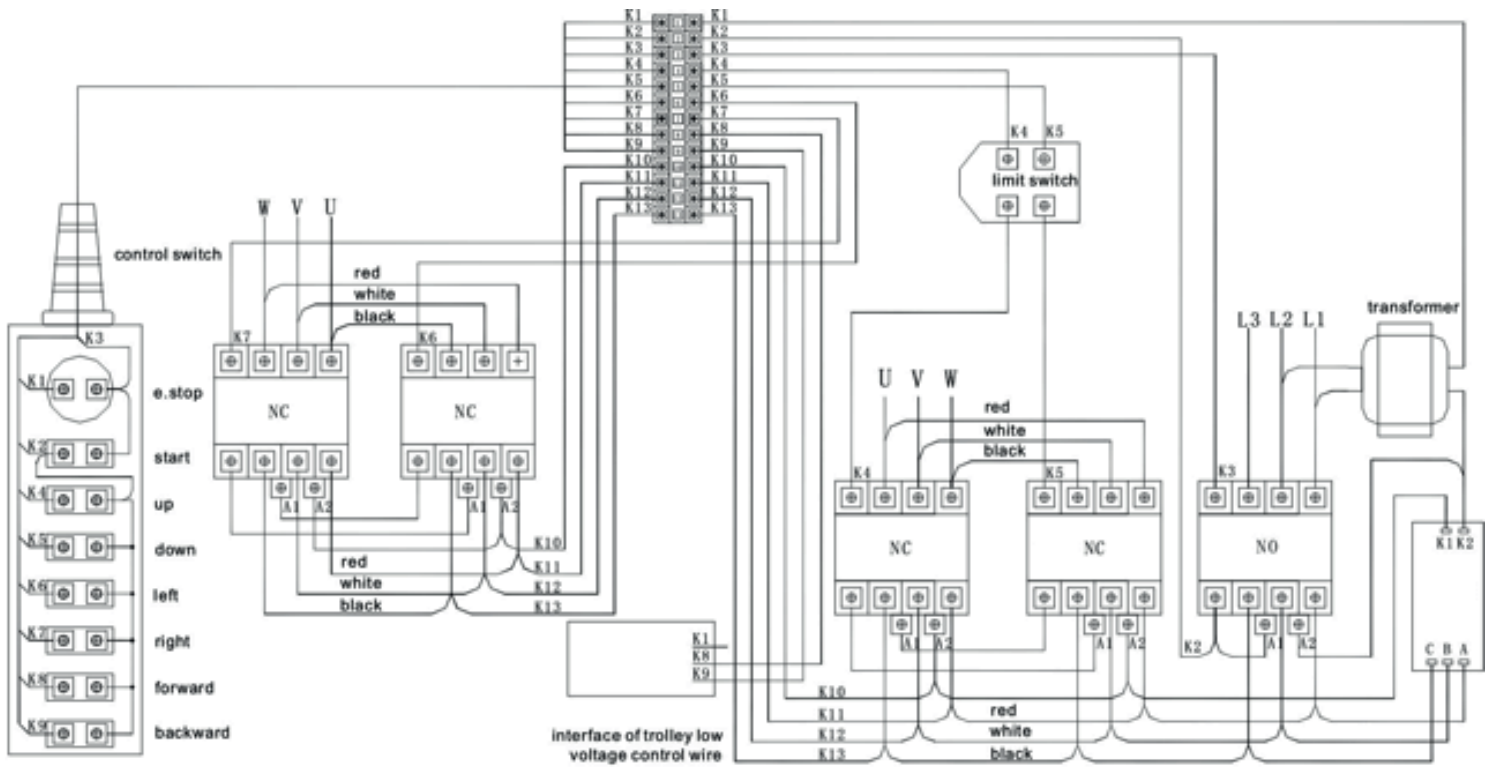 K1 K1
K2 K2
K3 K3
K4 K4
K5 K5
K6 K6
K7 K7
K8 K8
K9 K9
K10 K10
K11 K11
K12 K12
K13 K13
K4 K5
limit switch
W V U
control switch
red
white
black
K7 K6
NC NC
A1 A2 A1 A2
K10
red K11
white K12
black K13
K3
K1
e.stop
K2
start
K4
up
K5
down
K6
left
K7
right
K8
forward
K9
backward
transformer
L3 L2 L1
U V W
red
white
black
K4 K5 K3
NC NC NO
K1 K2
A1 A2 A1 A2 K2 A1 A2
C B A
K1
K8
K9
interface of trolley low
voltage control wire
K10
K11 red
K12 white
K13 black